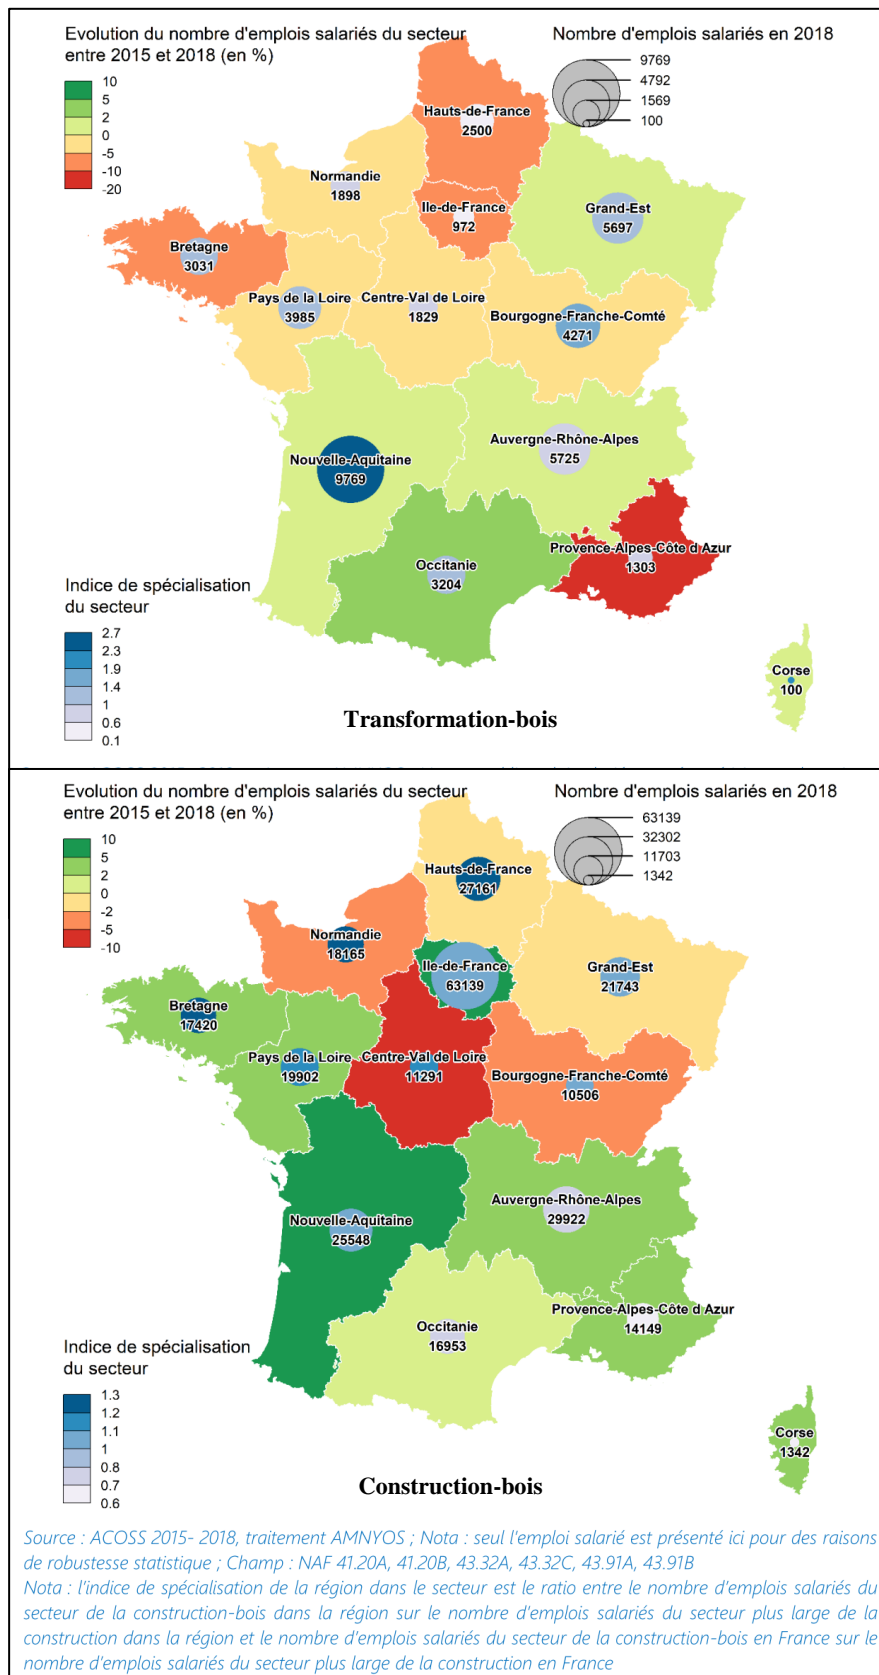 Evolution du nombre d'emplois salariés du secteur
entre 2015 et 2018 (en %)
10
5
2
0
-5
-10
-20
Nombre d'emplois salariés en 2018
9769
4792
1569
100
Hauts-de-France
2500
Normandie
1898
Ile-de-France
972
Grand-Est
5697
Bretagne
3031
Pays de la Loire
3985
Centre-Val de Loire
1829
Bourgogne-Franche-Comté
4271
Auvergne-Rhône-Alpes
5725
Nouvelle-Aquitaine
9769
Provence-Alpes-Côte d Azur
1303
Occitanie
3204
Corse
100
Indice de spécialisation
du secteur
2.7
2.3
1.9
1.4
1
0.6
0.1
Transformation-bois
Evolution du nombre d'emplois salariés du secteur
entre 2015 et 2018 (en %)
10
5
2
0
-2
-5
-10
Nombre d'emplois salariés en 2018
63139
32302
11703
1342
Hauts-de-France
27161
Normandie
18165
Ile-de-France
63139
Grand-Est
21743
Bretagne
17420
Pays de la Loire
19902
Centre-Val de Loire
11291
Bourgogne-Franche-Comté
10506
Auvergne-Rhône-Alpes
29922
Nouvelle-Aquitaine
25548
Provence-Alpes-Côte d Azur
14149
Occitanie
16953
Corse
1342
Indice de spécialisation
du secteur
1.3
1.2
1.1
1
0.8
0.7
0.6
Construction-bois
Source : ACOSS 2015- 2018, traitement AMNYOS ; Nota : seul l'emploi salarié est présenté ici pour des raisons
de robustesse statistique ; Champ : NAF 41.20A, 41.20B, 43.32A, 43.32C, 43.91A, 43.91B
Nota : l'indice de spécialisation de la région dans le secteur est le ratio entre le nombre d'emplois salariés du
secteur de la construction-bois dans la région sur le nombre d'emplois salariés du secteur plus large de la
construction dans la région et le nombre d'emplois salariés du secteur de la construction-bois en France sur le
nombre d'emplois salariés du secteur plus large de la construction en France